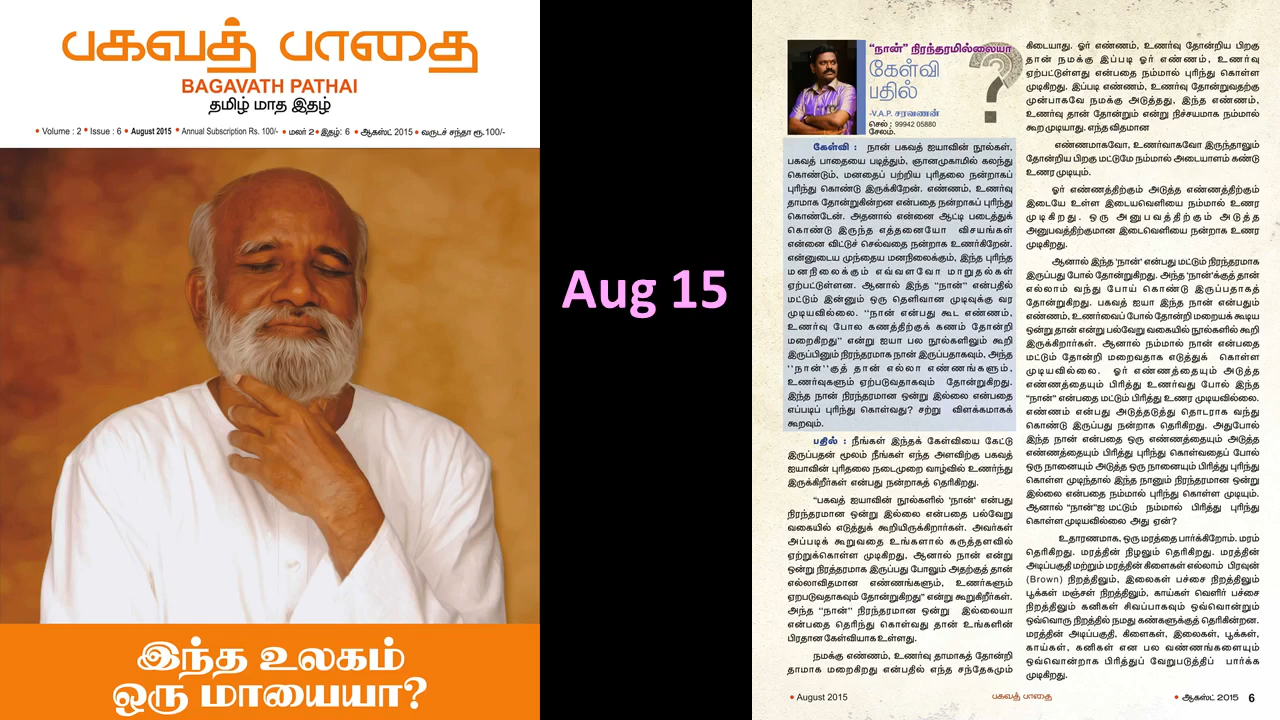 பகவத் பாதை
BAGAVATH PATHAI
தமிழ் மாத இதழ்
• Volume : 2 • Issue : 6 • August 2015 • Annual Subscription Rs. 100/- • மலர் 2 • இதழ்: 6 • ஆகஸ்ட் 2015 • வருடச் சந்தா ரூ.100/-
இந்த உலகம்
ஒரு மாயையா?
Aug 15
"நான்" நிரந்தரமில்லையா
கேள்வி
பதில்
?
-V.A.P. சரவணன்
செல் : 99942 05880
சேலம்.
கேள்வி : நான் பகவத் ஐயாவின் நூல்கள்,
பகவத் பாதையை படித்தும், ஞானமுகாமில் கலந்து
கொண்டும், மனதைப் பற்றிய புரிதலை நன்றாகப்
புரிந்து கொண்டு இருக்கிறேன். எண்ணம், உணர்வு
தாமாக தோன்றுகின்றன என்பதை நன்றாகப் புரிந்து
கொண்டேன். அதனால் என்னை ஆட்டி படைத்துக்
கொண்டு இருந்த எத்தனையோ விசயங்கள்
என்னை விட்டுச் செல்வதை நன்றாக உணர்கிறேன்.
என்னுடைய முந்தைய மனநிலைக்கும், இந்த புரிந்த
மனநிலைக்கும் எவ்வளவோ மாறுதல்கள்
ஏற்பட்டுள்ளன. ஆனால் இந்த "நான்" என்பதில்
மட்டும் இன்னும் ஒரு தெளிவான முடிவுக்கு வர
முடியவில்லை. "நான் என்பது கூட எண்ணம்,
உணர்வு போல கணத்திற்குக் கணம் தோன்றி
மறைகிறது" என்று ஐயா பல நூல்களிலும் கூறி
இருப்பினும் நிரந்தரமாக நான் இருப்பதாகவும், அந்த
"நான்"குத் தான் எல்லா எண்ணங்களும்,
உணர்வுகளும் ஏற்படுவதாகவும் தோன்றுகிறது.
இந்த நான் நிரந்தரமான ஒன்று இல்லை என்பதை
எப்படிப் புரிந்து கொள்வது? சற்று விளக்கமாகக்
கூறவும்.
பதில் : நீங்கள் இந்தக் கேள்வியை கேட்டு
இருப்பதன் மூலம் நீங்கள் எந்த அளவிற்கு பகவத்
ஐயாவின் புரிதலை நடைமுறை வாழ்வில் உணர்ந்து
இருக்கிறீர்கள் என்பது நன்றாகத் தெரிகிறது.
"பகவத் ஐயாவின் நூல்களில் 'நான்' என்பது
நிரந்தரமான ஒன்று இல்லை என்பதை பல்வேறு
வகையில் எடுத்துக் கூறியிருக்கிறார்கள். அவர்கள்
அப்படிக் கூறுவதை உங்களால் கருத்தளவில்
ஏற்றுக்கொள்ள முடிகிறது, ஆனால் நான் என்று
ஒன்று நிரத்தரமாக இருப்பது போலும் அதற்குத் தான்
எல்லாவிதமான எண்ணங்களும், உணர்களும்
ஏறபடுவதாகவும் தோன்றுகிறது" என்று கூறுகிறீர்கள்.
அந்த "நான்" நிரந்தரமான ஒன்று இல்லையா
என்பதை தெரிந்து கொள்வது தான் உங்களின்
பிரதான கேள்வியாக உள்ளது.
நமக்கு எண்ணம், உணர்வு தாமாகத் தோன்றி
தாமாக மறைகிறது என்பதில் எந்த சந்தேகமும்
கிடையாது. ஓர் எண்ணம், உணர்வு தோன்றிய பிறகு
தான் நமக்கு இப்படி ஓர் எண்ணம், உணர்வு
ஏற்பட்டுள்ளது என்பதை நம்மால் புரிந்து கொள்ள
முடிகிறது. இப்படி எண்ணம், உணர்வு தோன்றுவதற்கு
முன்பாகவே நமக்கு அடுத்தது, இந்த எண்ணம்,
உணர்வு தான் தோன்றும் என்று நிச்சயமாக நம்மால்
கூற முடியாது. எந்த விதமான
எண்ணமாகவோ, உணர்வாகவோ இருந்தாலும்
தோன்றிய பிறகு மட்டுமே நம்மால் அடையாளம் கண்டு
உணர முடியும்.
ஓர் எண்ணத்திற்கும் அடுத்த எண்ணத்திற்கும்
இடையே உள்ள இடையவெளியை நம்மால் உணர
முடிகிறது. ஒரு அனுபவத்திற்கும் அடுத்த
அனுபவத்திற்குமான இடைவெளியை நன்றாக உணர
முடிகிறது.
ஆனால் இந்த 'நான்' என்பது மட்டும் நிரந்தரமாக
இருப்பது போல் தோன்றுகிறது. அந்த 'நான்'க்குத் தான்
எல்லாம் வந்து போய் கொண்டு இருப்பதாகத்
தோன்றுகிறது. பகவத் ஐயா இந்த நான் என்பதும்
எண்ணம், உணர்வைப் போல் தோன்றி மறையக் கூடிய
ஒன்று தான் என்று பல்வேறு வகையில் நூல்களில் கூறி
இருக்கிறார்கள். ஆனால் நம்மால் நான் என்பதை
மட்டும் தோன்றி மறைவதாக எடுத்துக் கொள்ள
முடியவில்லை. ஓர் எண்ணத்தையும் அடுத்த
எண்ணத்தையும் பிரித்து உணர்வது போல் இந்த
"நான்" என்பதை மட்டும் பிரித்து உணர முடியவில்லை.
எண்ணம் என்பது அடுத்தடுத்து தொடராக வந்து
கொண்டு இருப்பது நன்றாக தெரிகிறது. அதுபோல்
இந்த நான் என்பதை ஒரு எண்ணத்தையும் அடுத்த
எண்ணத்தையும் பிரித்து புரிந்து கொள்வதைப் போல்
ஒரு நானையும் அடுத்த ஒரு நானையும் பிரித்து புரிந்து
கொள்ள முடிந்தால் இந்த நானும் நிரந்தரமான ஒன்று
இல்லை என்பதை நம்மால் புரிந்து கொள்ள முடியும்.
ஆனால் "நான்"ஐ மட்டும் நம்மால் பிரித்து புரிந்து
கொள்ள முடியவில்லை அது ஏன்?
உதாரணமாக, ஒரு மரத்தை பார்க்கிறோம். மரம்
தெரிகிறது. மரத்தின் நிழலும் தெரிகிறது. மரத்தின்
அடிப்பகுதி மற்றும் மரத்தின் கிளைகள் எல்லாம் பிரவுன்
(Brown) நிறத்திலும், இலைகள் பச்சை நிறத்திலும்
பூக்கள் மஞ்சள் நிறத்திலும், காய்கள் வெளிர் பச்சை
நிறத்திலும் கனிகள் சிவப்பாகவும் ஒவ்வொன்றும்
ஒவ்வொரு நிறத்தில் நமது கண்களுக்குத் தெரிகின்றன.
மரத்தின் அடிப்பகுதி, கிளைகள், இலைகள், பூக்கள்,
காய்கள், கனிகள் என பல வண்ணங்களையும்
ஒவ்வொன்றாக பிரித்துப் வேறுபடுத்திப் பார்க்க
முடிகிறது.
• August 2015
பகவத் பாதை
• ஆகஸ்ட் 2015 6